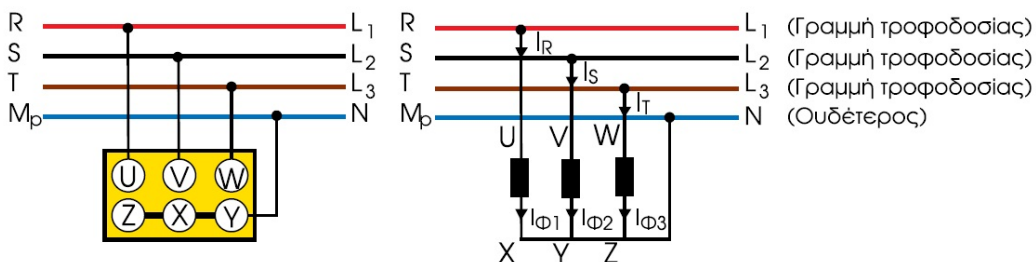 R L1 R L1 (Γραμμή τροφοδοσίας)
IR
S L2 S L2 (Γραμμή τροφοδοσίας)
IS
T L3 T L3 (Γραμμή τροφοδοσίας)
IT
Mp N Mp N (Ουδέτερος)
U V W
U V W
Z X Y
IΦ1 IΦ2 IΦ3
X Y Z